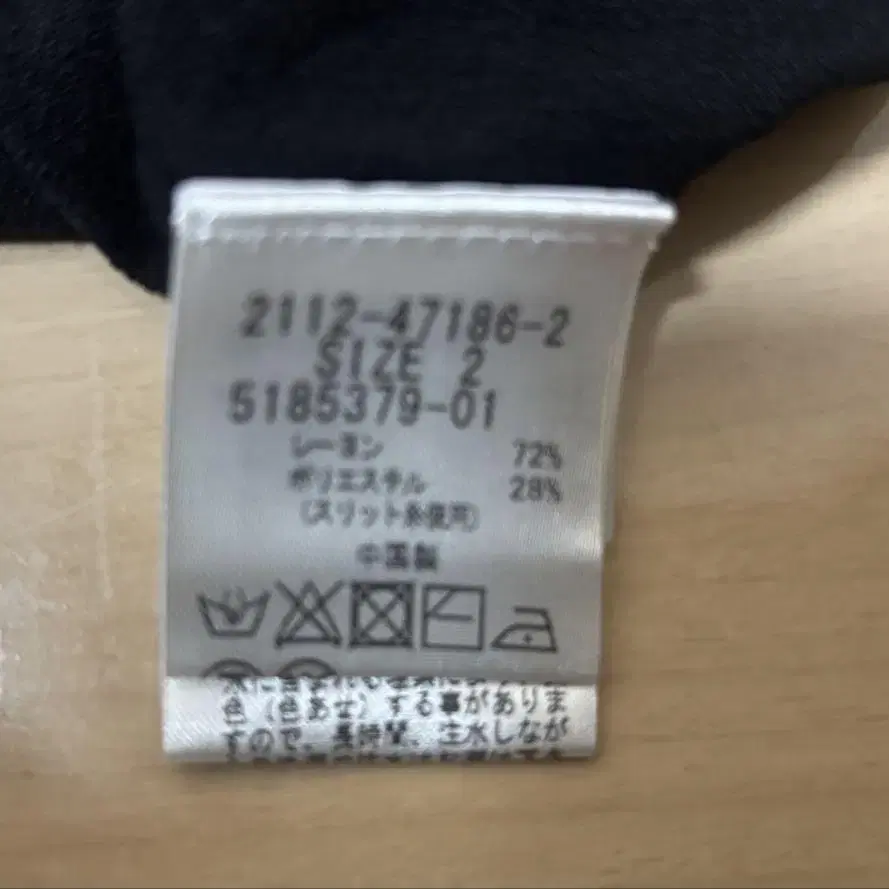 2112-47186-2
SIZE 2
5185379-01
レーヨン 72%
ポリエステル 28%
(スリット糸使用)
中国製
色(色あせ)する事がありま
すので、長時間、注水しなが